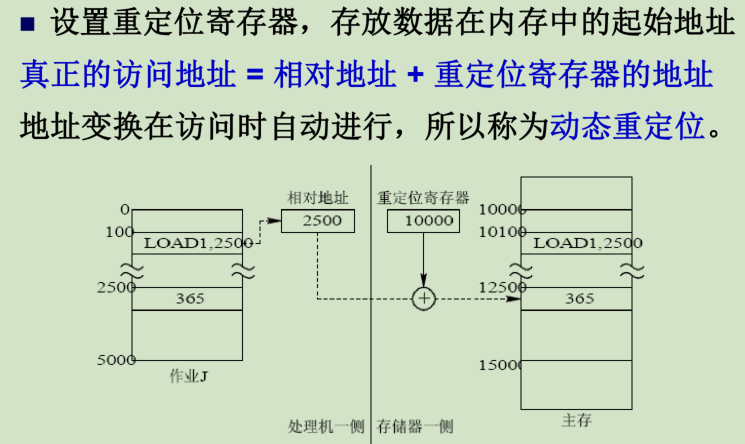 ■ 设置重定位寄存器，存放数据在内存中的起始地址
真正的访问地址 = 相对地址 + 重定位寄存器的地址
地址变换在访问时自动进行，所以称为动态重定位。
相对地址
重定位寄存器
0
2500
10000
10000
100
LOAD1,2500
10100
LOAD1,2500
2500
365
+
12500
365
5000
15000
作业J
处理机一侧
存储器一侧
主存